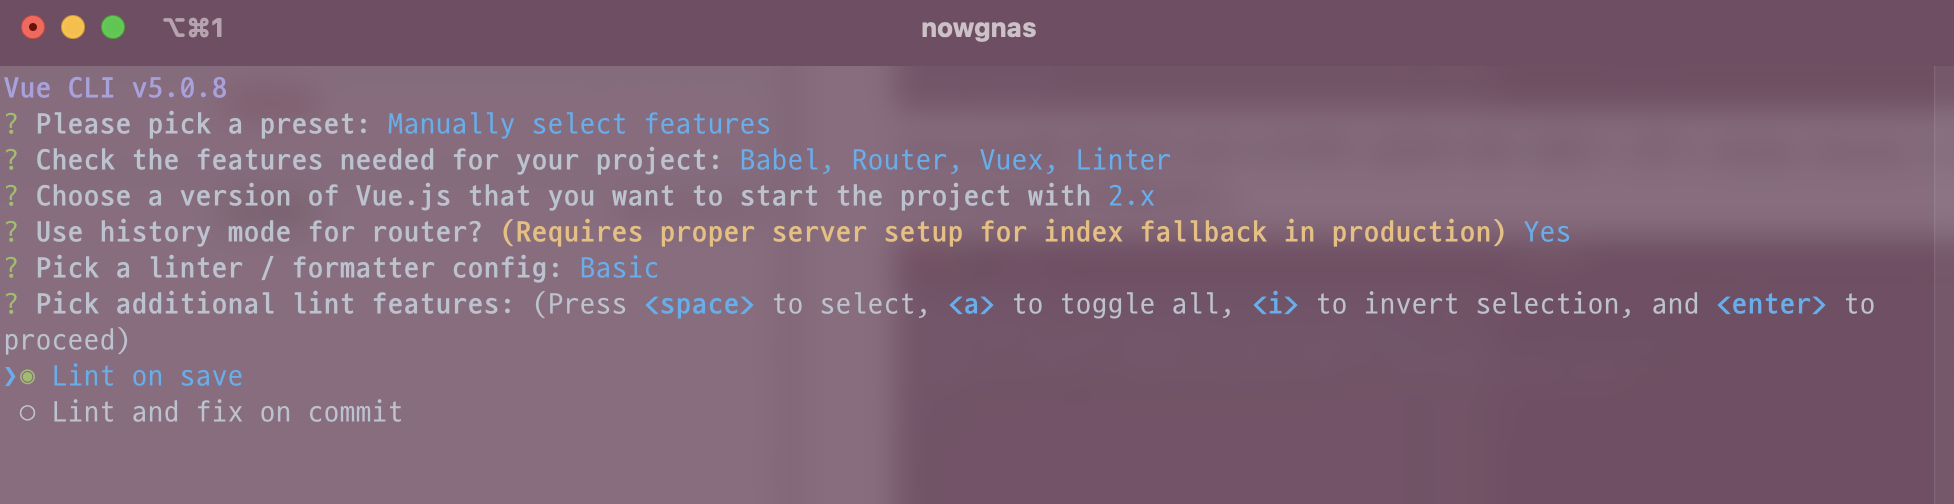 ⌥⌘1
nowgnas
Vue CLI v5.0.8
? Please pick a preset: Manually select features
? Check the features needed for your project: Babel, Router, Vuex, Linter
? Choose a version of Vue.js that you want to start the project with 2.x
? Use history mode for router? (Requires proper server setup for index fallback in production) Yes
? Pick a linter / formatter config: Basic
? Pick additional lint features: (Press <space> to select, <a> to toggle all, <i> to invert selection, and <enter> to
proceed)
❯◉ Lint on save
○ Lint and fix on commit